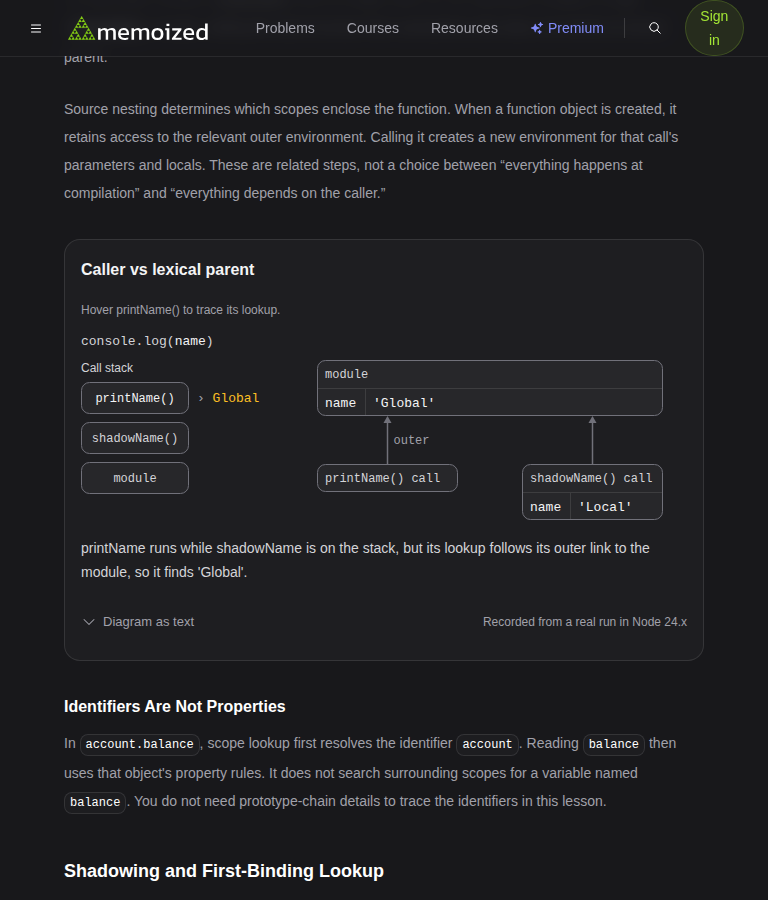 memoized
Problems
Courses
Resources
Premium
Sign
in
parent.
Source nesting determines which scopes enclose the function. When a function object is created, it
retains access to the relevant outer environment. Calling it creates a new environment for that call's
parameters and locals. These are related steps, not a choice between “everything happens at
compilation” and “everything depends on the caller.”
Caller vs lexical parent
Hover printName() to trace its lookup.
console.log(name)
Call stack
printName() › Global
shadowName()
module
module
name 'Global'
outer
printName() call
shadowName() call
name 'Local'
printName runs while shadowName is on the stack, but its lookup follows its outer link to the
module, so it finds 'Global'.
Diagram as text
Recorded from a real run in Node 24.x
Identifiers Are Not Properties
In account.balance, scope lookup first resolves the identifier account. Reading balance then
uses that object's property rules. It does not search surrounding scopes for a variable named
balance. You do not need prototype-chain details to trace the identifiers in this lesson.
Shadowing and First-Binding Lookup